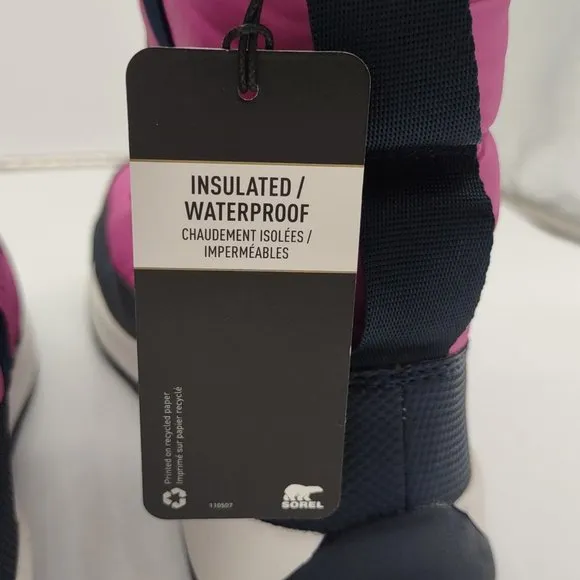 INSULATED /
WATERPROOF
CHAUDEMENT ISOLÉES /
IMPERMÉABLES
Printed on recycled paper
Imprimé sur papier recyclé
110507
SOREL